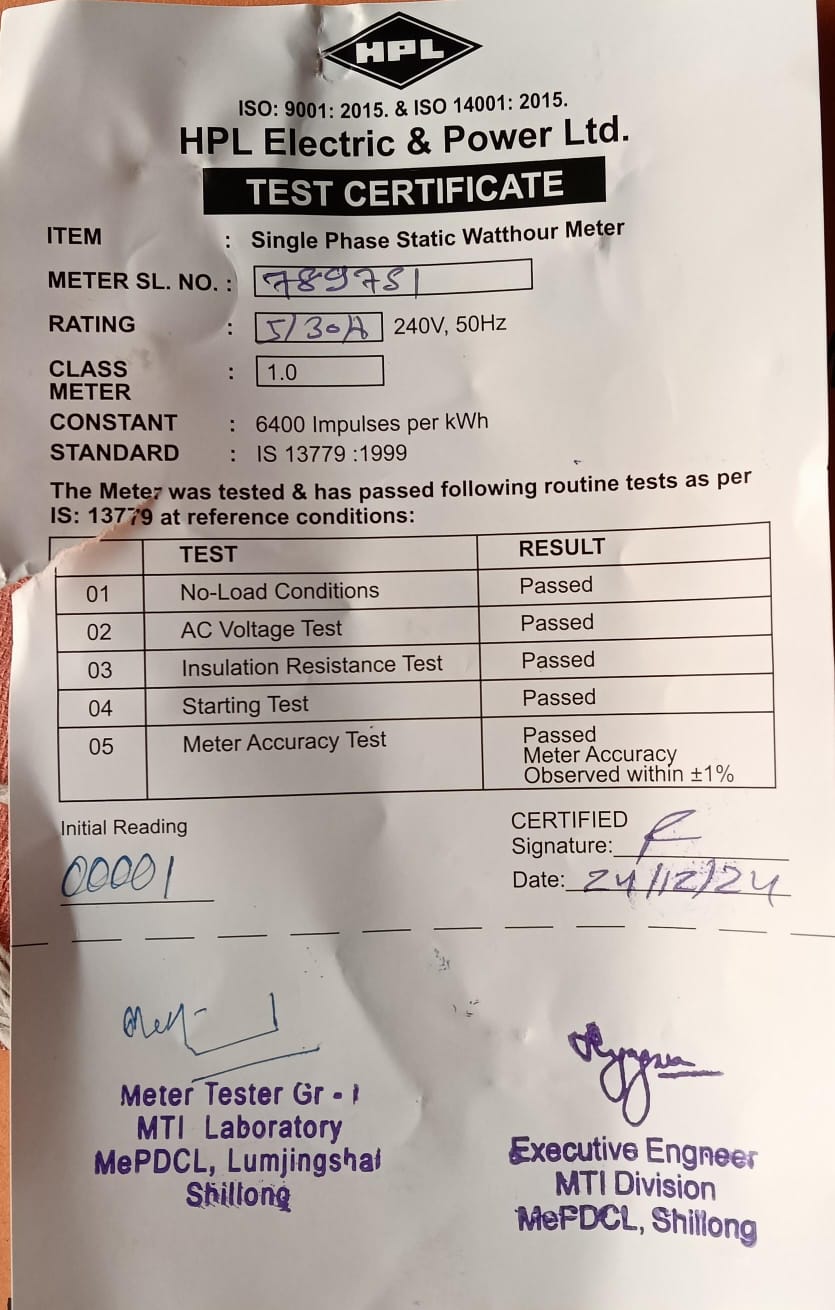 HPL
ISO: 9001: 2015. & ISO 14001: 2015.
HPL Electric & Power Ltd.
TEST CERTIFICATE
ITEM : Single Phase Static Watthour Meter
METER SL. NO. : 789751
RATING : 5/30A 240V, 50Hz
CLASS : 1.0
METER
CONSTANT : 6400 Impulses per kWh
STANDARD : IS 13779 :1999
The Meter was tested & has passed following routine tests as per
IS: 13779 at reference conditions:
TEST RESULT
01 No-Load Conditions Passed
02 AC Voltage Test Passed
03 Insulation Resistance Test Passed
04 Starting Test Passed
05 Meter Accuracy Test Passed
Meter Accuracy
Observed within ±1%
Initial Reading
00001
CERTIFIED
Signature:
Date: 24/12/24
Meter Tester Gr - I
MTI Laboratory
MePDCL, Lumjingshai
Shillong
Executive Engneer
MTI Division
MePDCL, Shillong